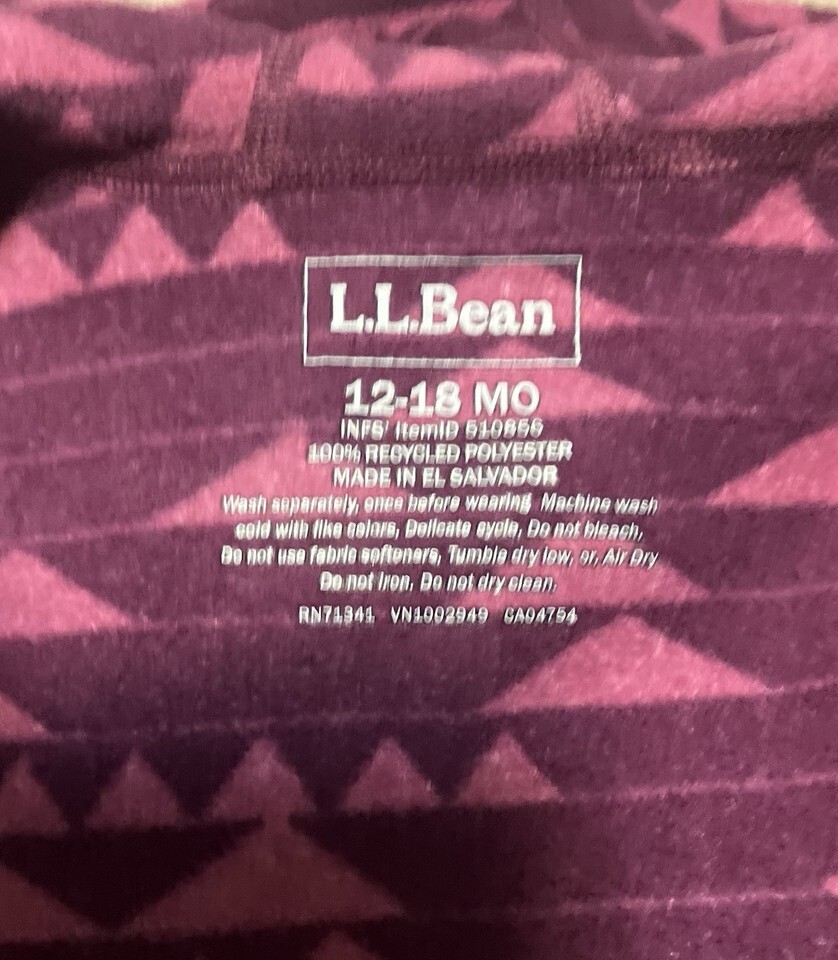 L.L.Bean
12-18 MO
INFS' ItemID 510856
100% RECYCLED POLYESTER
MADE IN EL SALVADOR
Wash separately, once before wearing, Machine wash
cold with like colors, Delicate cycle, Do not bleach,
Do not use fabric softeners, Tumble dry low, or, Air Dry
Do not Iron, Do not dry clean.
RN71341 VN1002949 CA04754